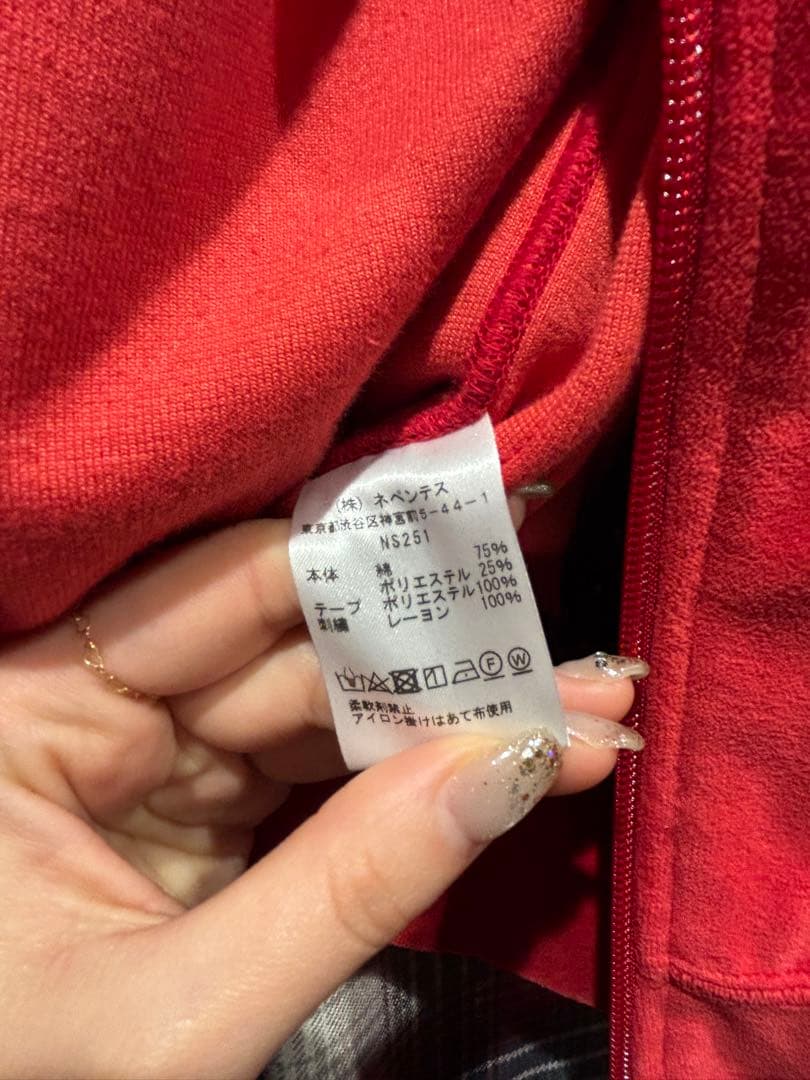 (株) ネペンテス
東京都渋谷区神宮前5-44-1
NS251
本体 綿 75%
ポリエステル 25%
テープ ポリエステル 100%
刺繍 レーヨン 100%
F W
柔軟剤禁止
アイロン掛けはあて布使用